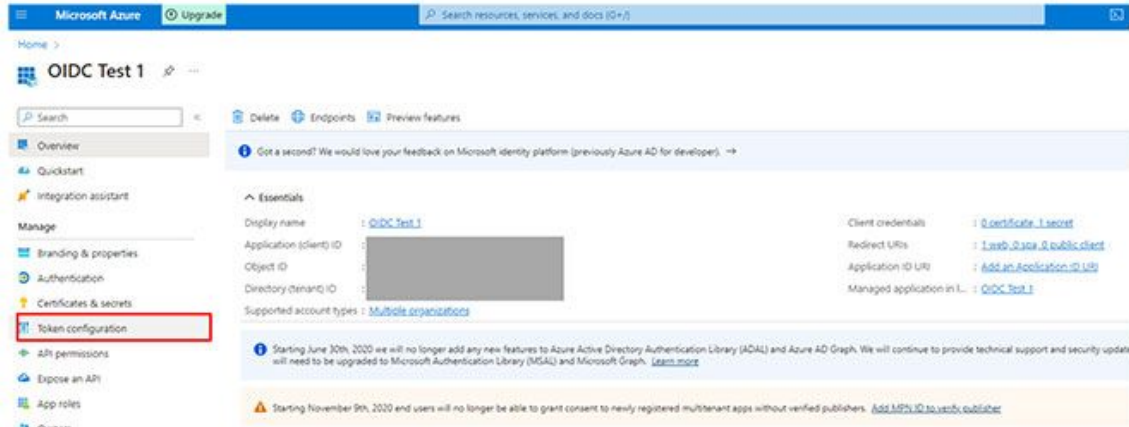 Microsoft Azure
Upgrade
Search resources, services, and docs (G+/)
Home >
OIDC Test 1
...
Search
«
Delete
Endpoints
Preview features
Overview
Got a second? We would love your feedback on Microsoft identity platform (previously Azure AD for developer). →
Quickstart
Integration assistant
Essentials
Manage
Display name : OIDC Test 1
Client credentials : 0 certificate, 1 secret
Application (client) ID :
Redirect URIs : 1 web, 0 spa, 0 public client
Branding & properties
Object ID :
Application ID URI : Add an Application ID URI
Authentication
Directory (tenant) ID :
Managed application in l... : OIDC Test 1
Certificates & secrets
Supported account types : Multiple organizations
Token configuration
API permissions
Starting June 30th, 2020 we will no longer add any new features to Azure Active Directory Authentication Library (ADAL) and Azure AD Graph. We will continue to provide technical support and security update
will need to be upgraded to Microsoft Authentication Library (MSAL) and Microsoft Graph. Learn more
Expose an API
App roles
Starting November 9th, 2020 end users will no longer be able to grant consent to newly registered multitenant apps without verified publishers. Add MPN ID to verify publisher